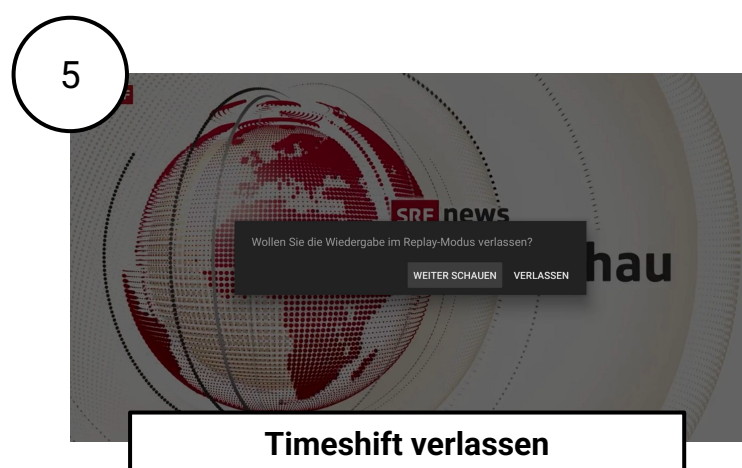 5
SRF news
hau
Wollen Sie die Wiedergabe im Replay-Modus verlassen?
WEITER SCHAUEN VERLASSEN
Timeshift verlassen